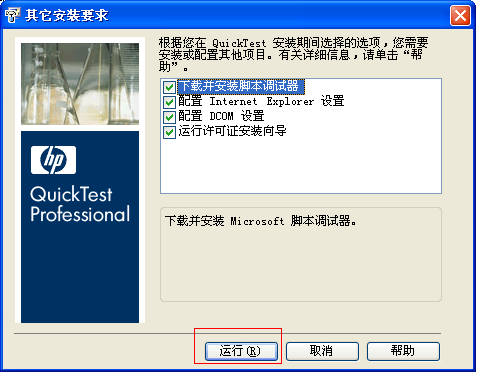 其它安装要求
根据您在 QuickTest 安装期间选择的选项，您需要
安装或配置其他项目。有关详细信息，请单击“帮
助”。
下载并安装脚本调试器
配置 Internet Explorer 设置
配置 DCOM 设置
运行许可证安装向导
hp
QuickTest
Professional
下载并安装 Microsoft 脚本调试器。
运行(R)
取消
帮助